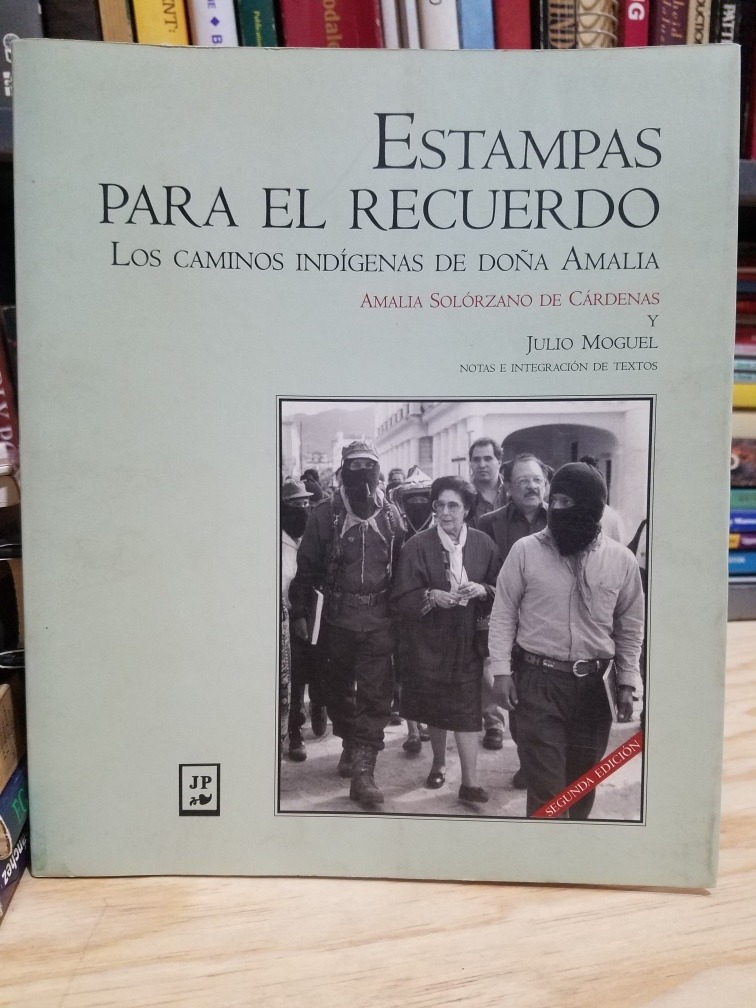 ESTAMPAS
PARA EL RECUERDO
LOS CAMINOS INDÍGENAS DE DOÑA AMALIA
AMALIA SOLÓRZANO DE CÁRDENAS
Y
JULIO MOGUEL
NOTAS E INTEGRACIÓN DE TEXTOS
SEGUNDA EDICIÓN
JP